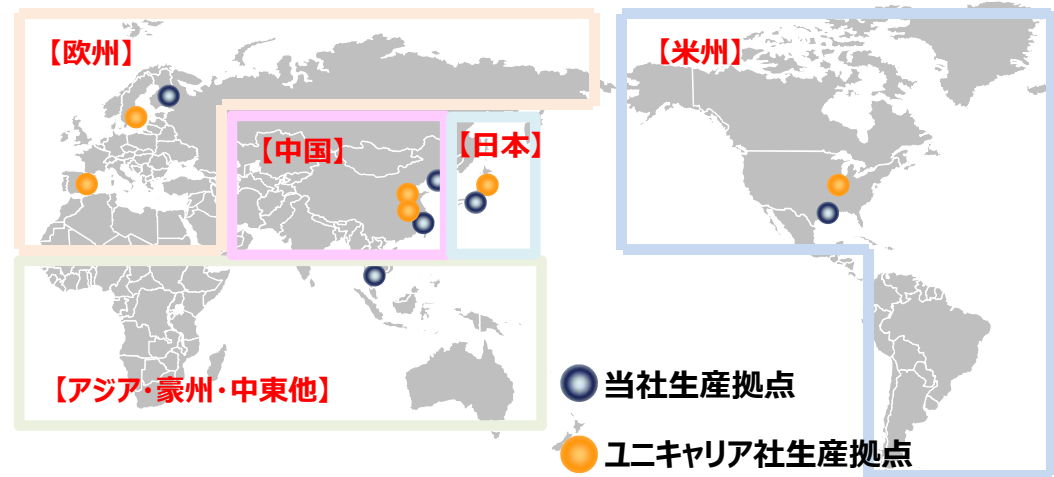 【欧州】
【米州】
【中国】
【日本】
【アジア・豪州・中東他】
当社生産拠点
ユニキャリア社生産拠点